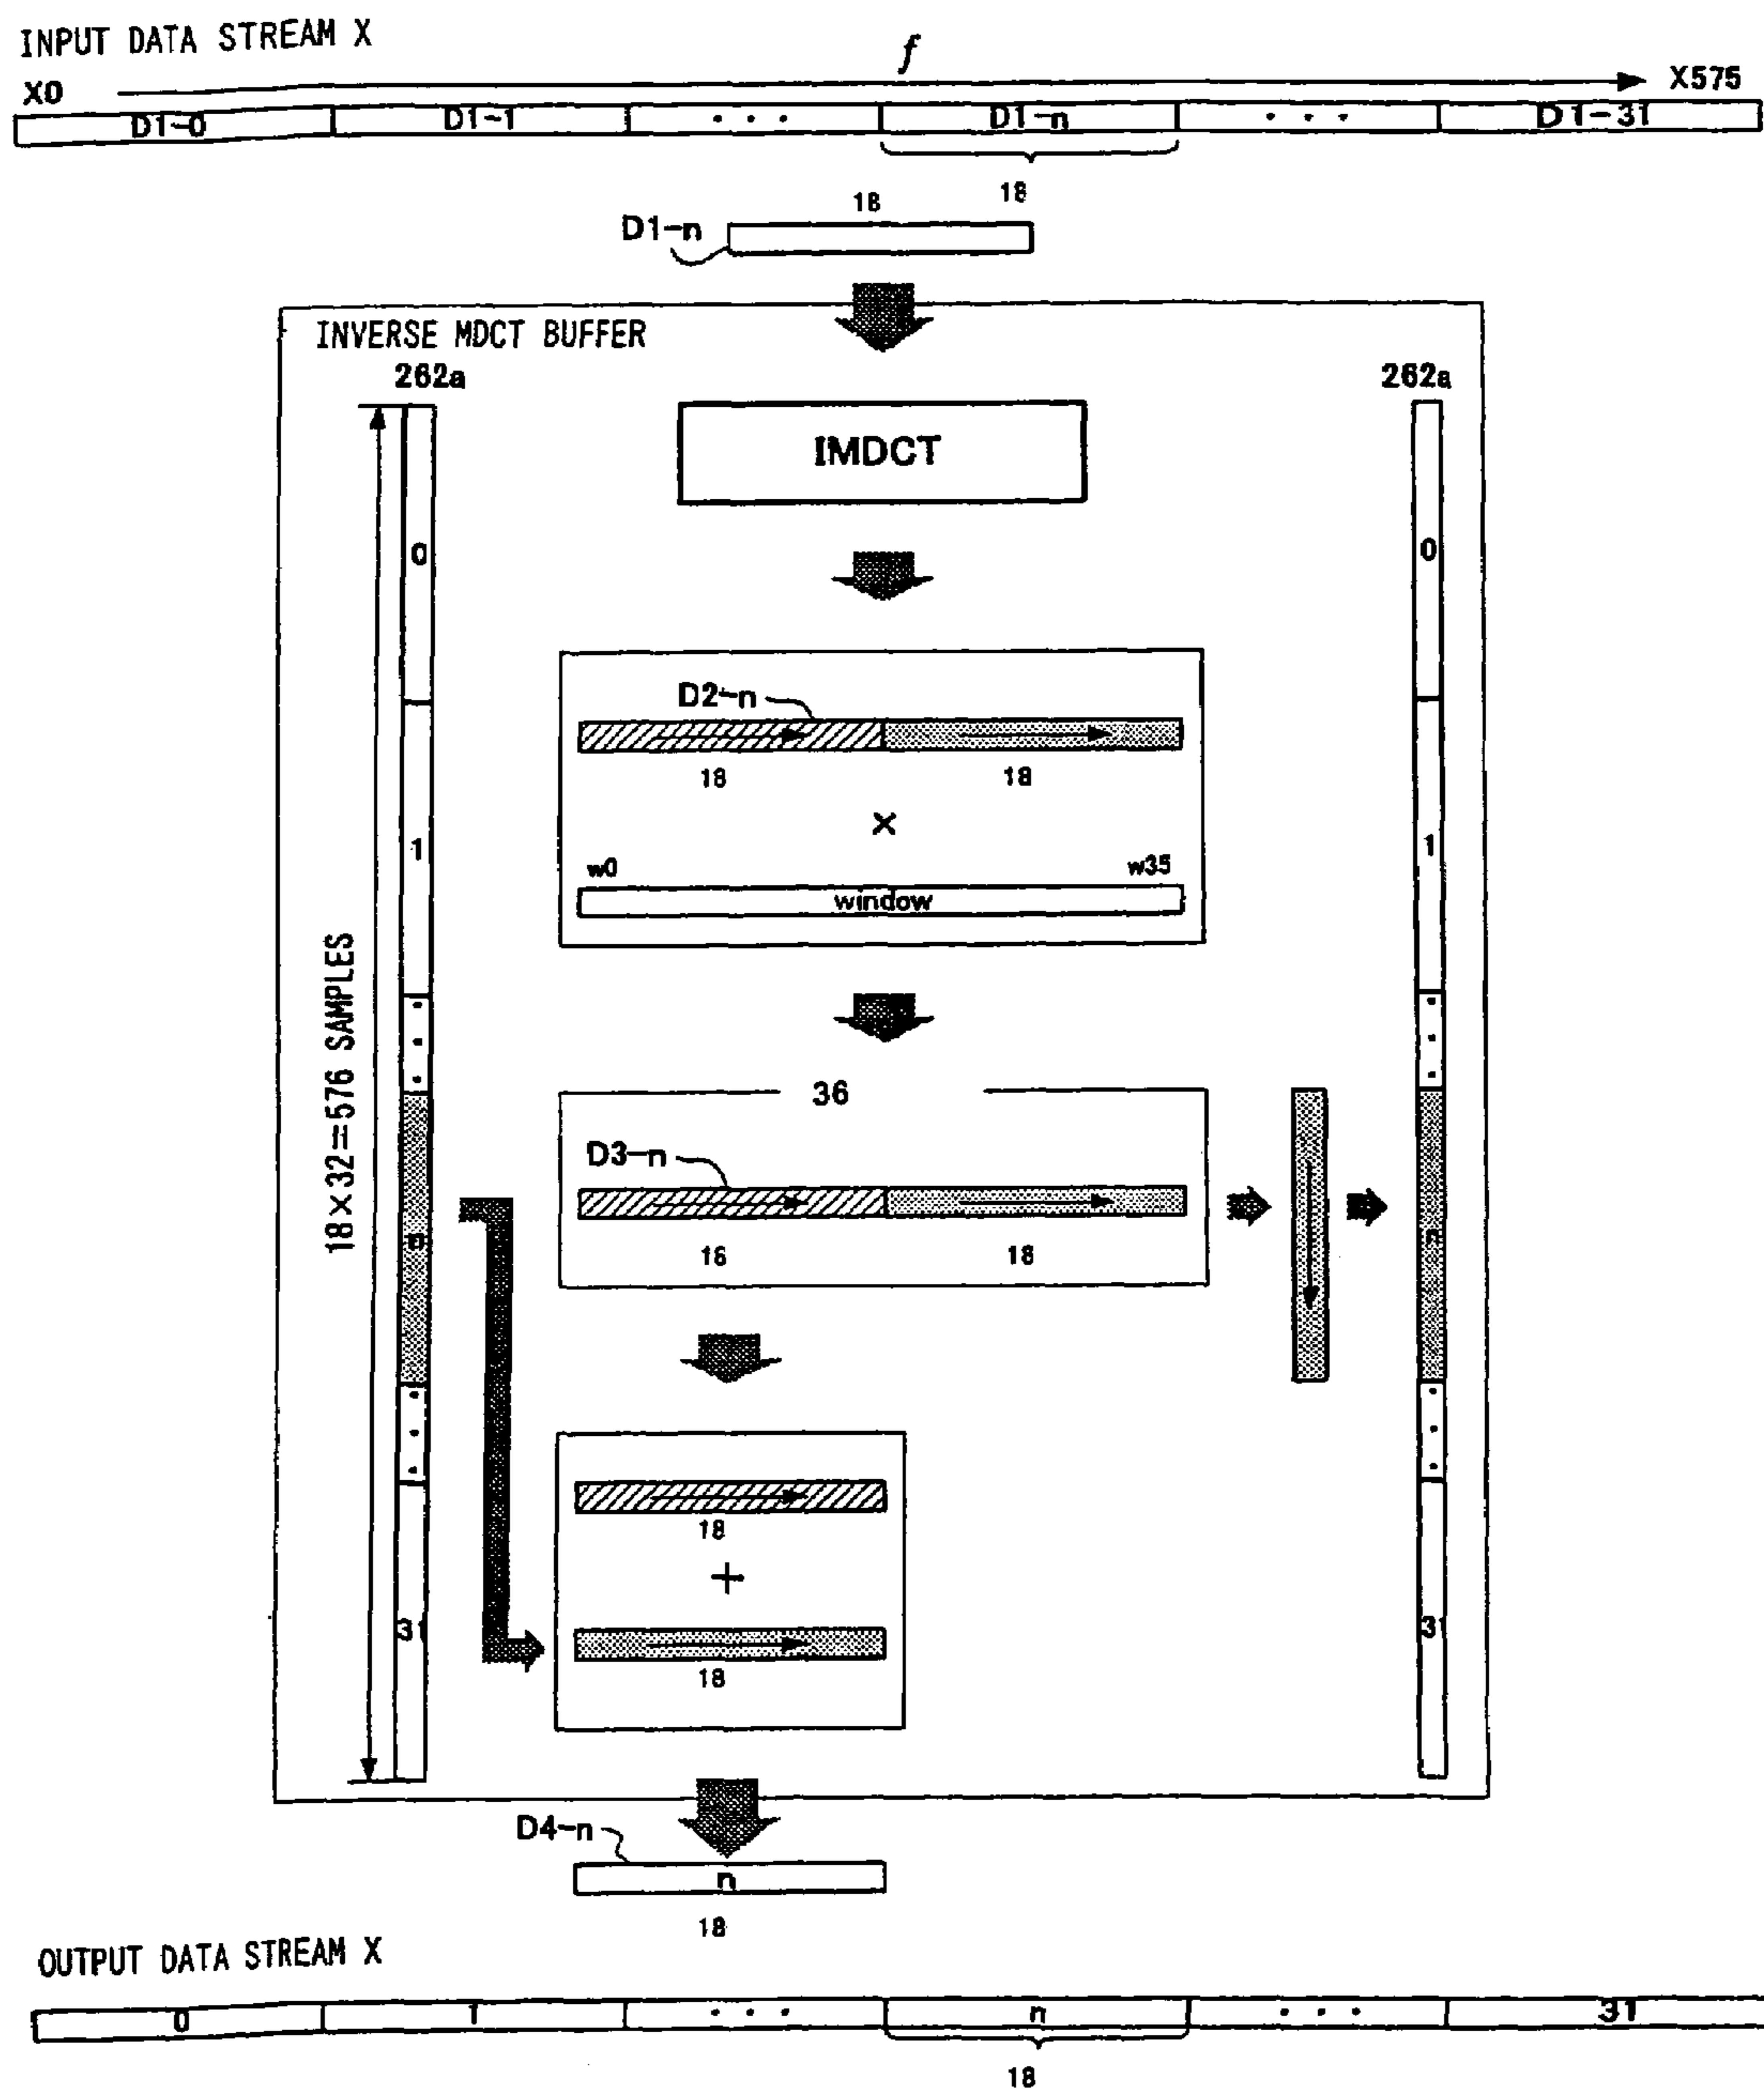 INPUT DATA STREAM X
f
X0 X575
D1-0 D1-1 · · · D1-n · · · D1-31
18
18
D1-n
INVERSE MDCT BUFFER
262a 262a
IMDCT
0 0
D2-n
18 18
×
1 1
w0 w35
window
18×32=576 SAMPLES
36
D3-n
n n
18 18
18
+
31 31
18
D4-n
n
18
OUTPUT DATA STREAM X
0 1 · · · n · · · 31
18